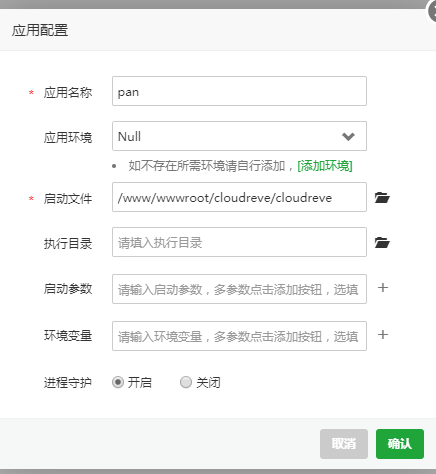 应用配置
* 应用名称 pan
应用环境 Null
• 如不存在所需环境请自行添加，[添加环境]
* 启动文件 /www/wwwroot/cloudreve/cloudreve
执行目录 请填入执行目录
启动参数 请输入启动参数，多参数点击添加按钮，选填 +
环境变量 请输入环境变量，多参数点击添加按钮，选填 +
进程守护 开启 关闭
取消 确认